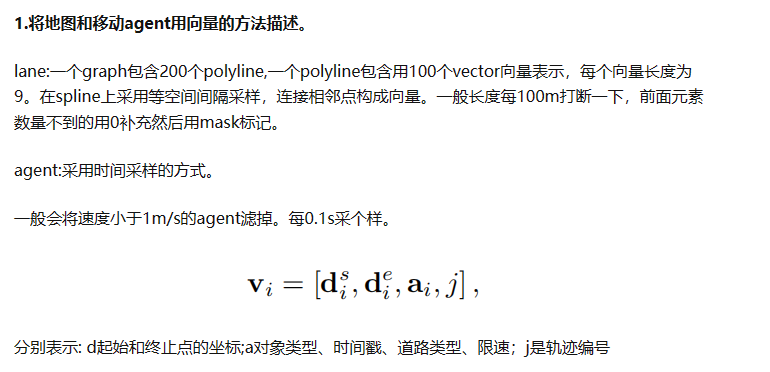 1.将地图和移动agent用向量的方法描述。
lane:一个graph包含200个polyline,一个polyline包含用100个vector向量表示，每个向量长度为
9。在spline上采用等空间间隔采样，连接相邻点构成向量。一般长度每100m打断一下，前面元素
数量不到的用0补充然后用mask标记。
agent:采用时间采样的方式。
一般会将速度小于1m/s的agent滤掉。每0.1s采个样。
v_i = [d_i^s, d_i^e, a_i, j],
分别表示: d起始和终止点的坐标;a对象类型、时间戳、道路类型、限速；j是轨迹编号